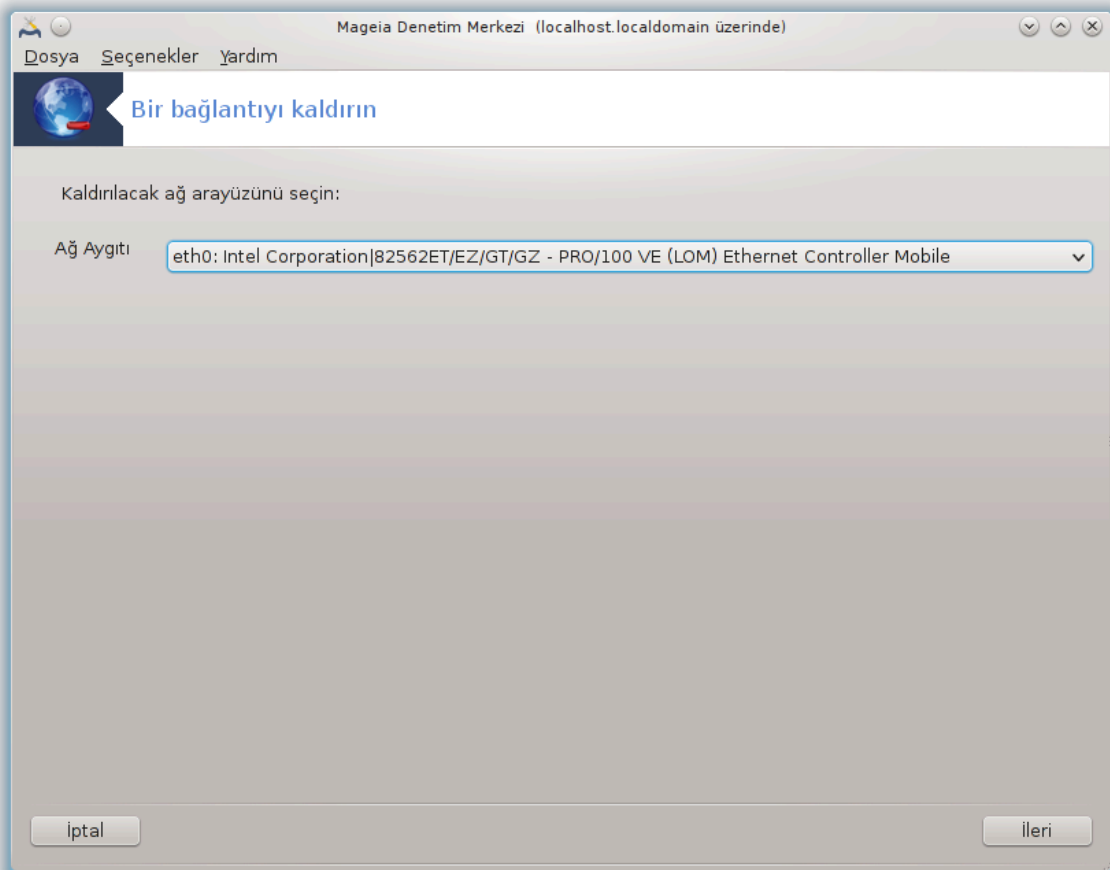 Mageia Denetim Merkezi (localhost.localdomain üzerinde)
Dosya Seçenekler Yardım
Bir bağlantıyı kaldırın
Kaldırılacak ağ arayüzünü seçin:
Ağ Aygıtı eth0: Intel Corporation|82562ET/EZ/GT/GZ - PRO/100 VE (LOM) Ethernet Controller Mobile
İptal İleri